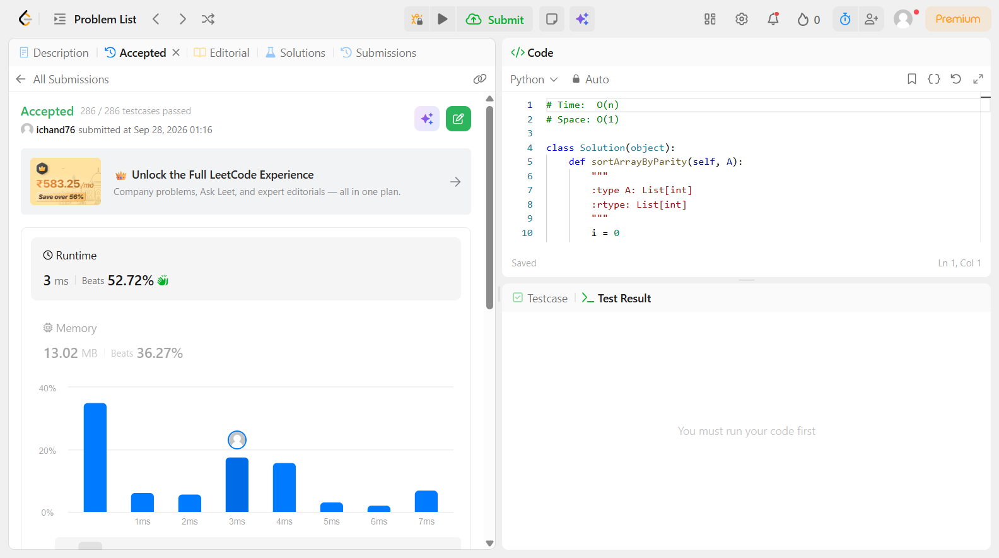 Problem List
Submit
0
Premium
Description
Accepted
Editorial
Solutions
Submissions
All Submissions
Accepted 286 / 286 testcases passed
ichand76 submitted at Sep 28, 2026 01:16
₹583.25/mo
Save over 56%
Unlock the Full LeetCode Experience
Company problems, Ask Leet, and expert editorials — all in one plan.
Runtime
3 ms Beats 52.72%
Memory
13.02 MB Beats 36.27%
40%
20%
0%
1ms 2ms 3ms 4ms 5ms 6ms 7ms
</> Code
Python Auto
1 # Time:  O(n)
2 # Space: O(1)
3
4 class Solution(object):
5     def sortArrayByParity(self, A):
6         """
7         :type A: List[int]
8         :rtype: List[int]
9         """
10         i = 0
Saved
Ln 1, Col 1
Testcase
Test Result
You must run your code first